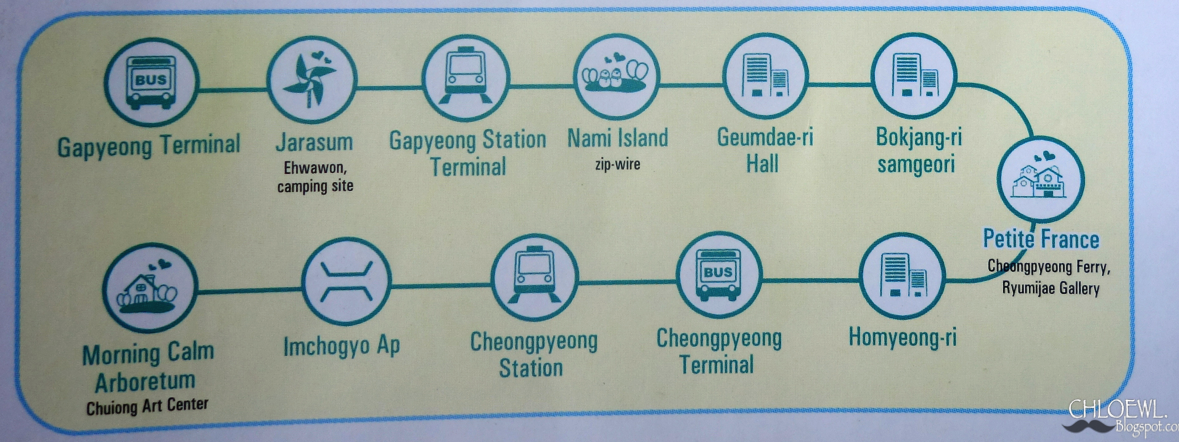 BUS
Gapyeong Terminal
Jarasum
Ehwawon,
camping site
Gapyeong Station
Terminal
Nami Island
zip-wire
Geumdae-ri
Hall
Bokjang-ri
samgeori
Petite France
Cheongpyeong Ferry,
Ryumijae Gallery
Homyeong-ri
BUS
Cheongpyeong
Terminal
Cheongpyeong
Station
Imchogyo Ap
Morning Calm
Arboretum
Chuiong Art Center
CHLOEWL.
Blogspot.com